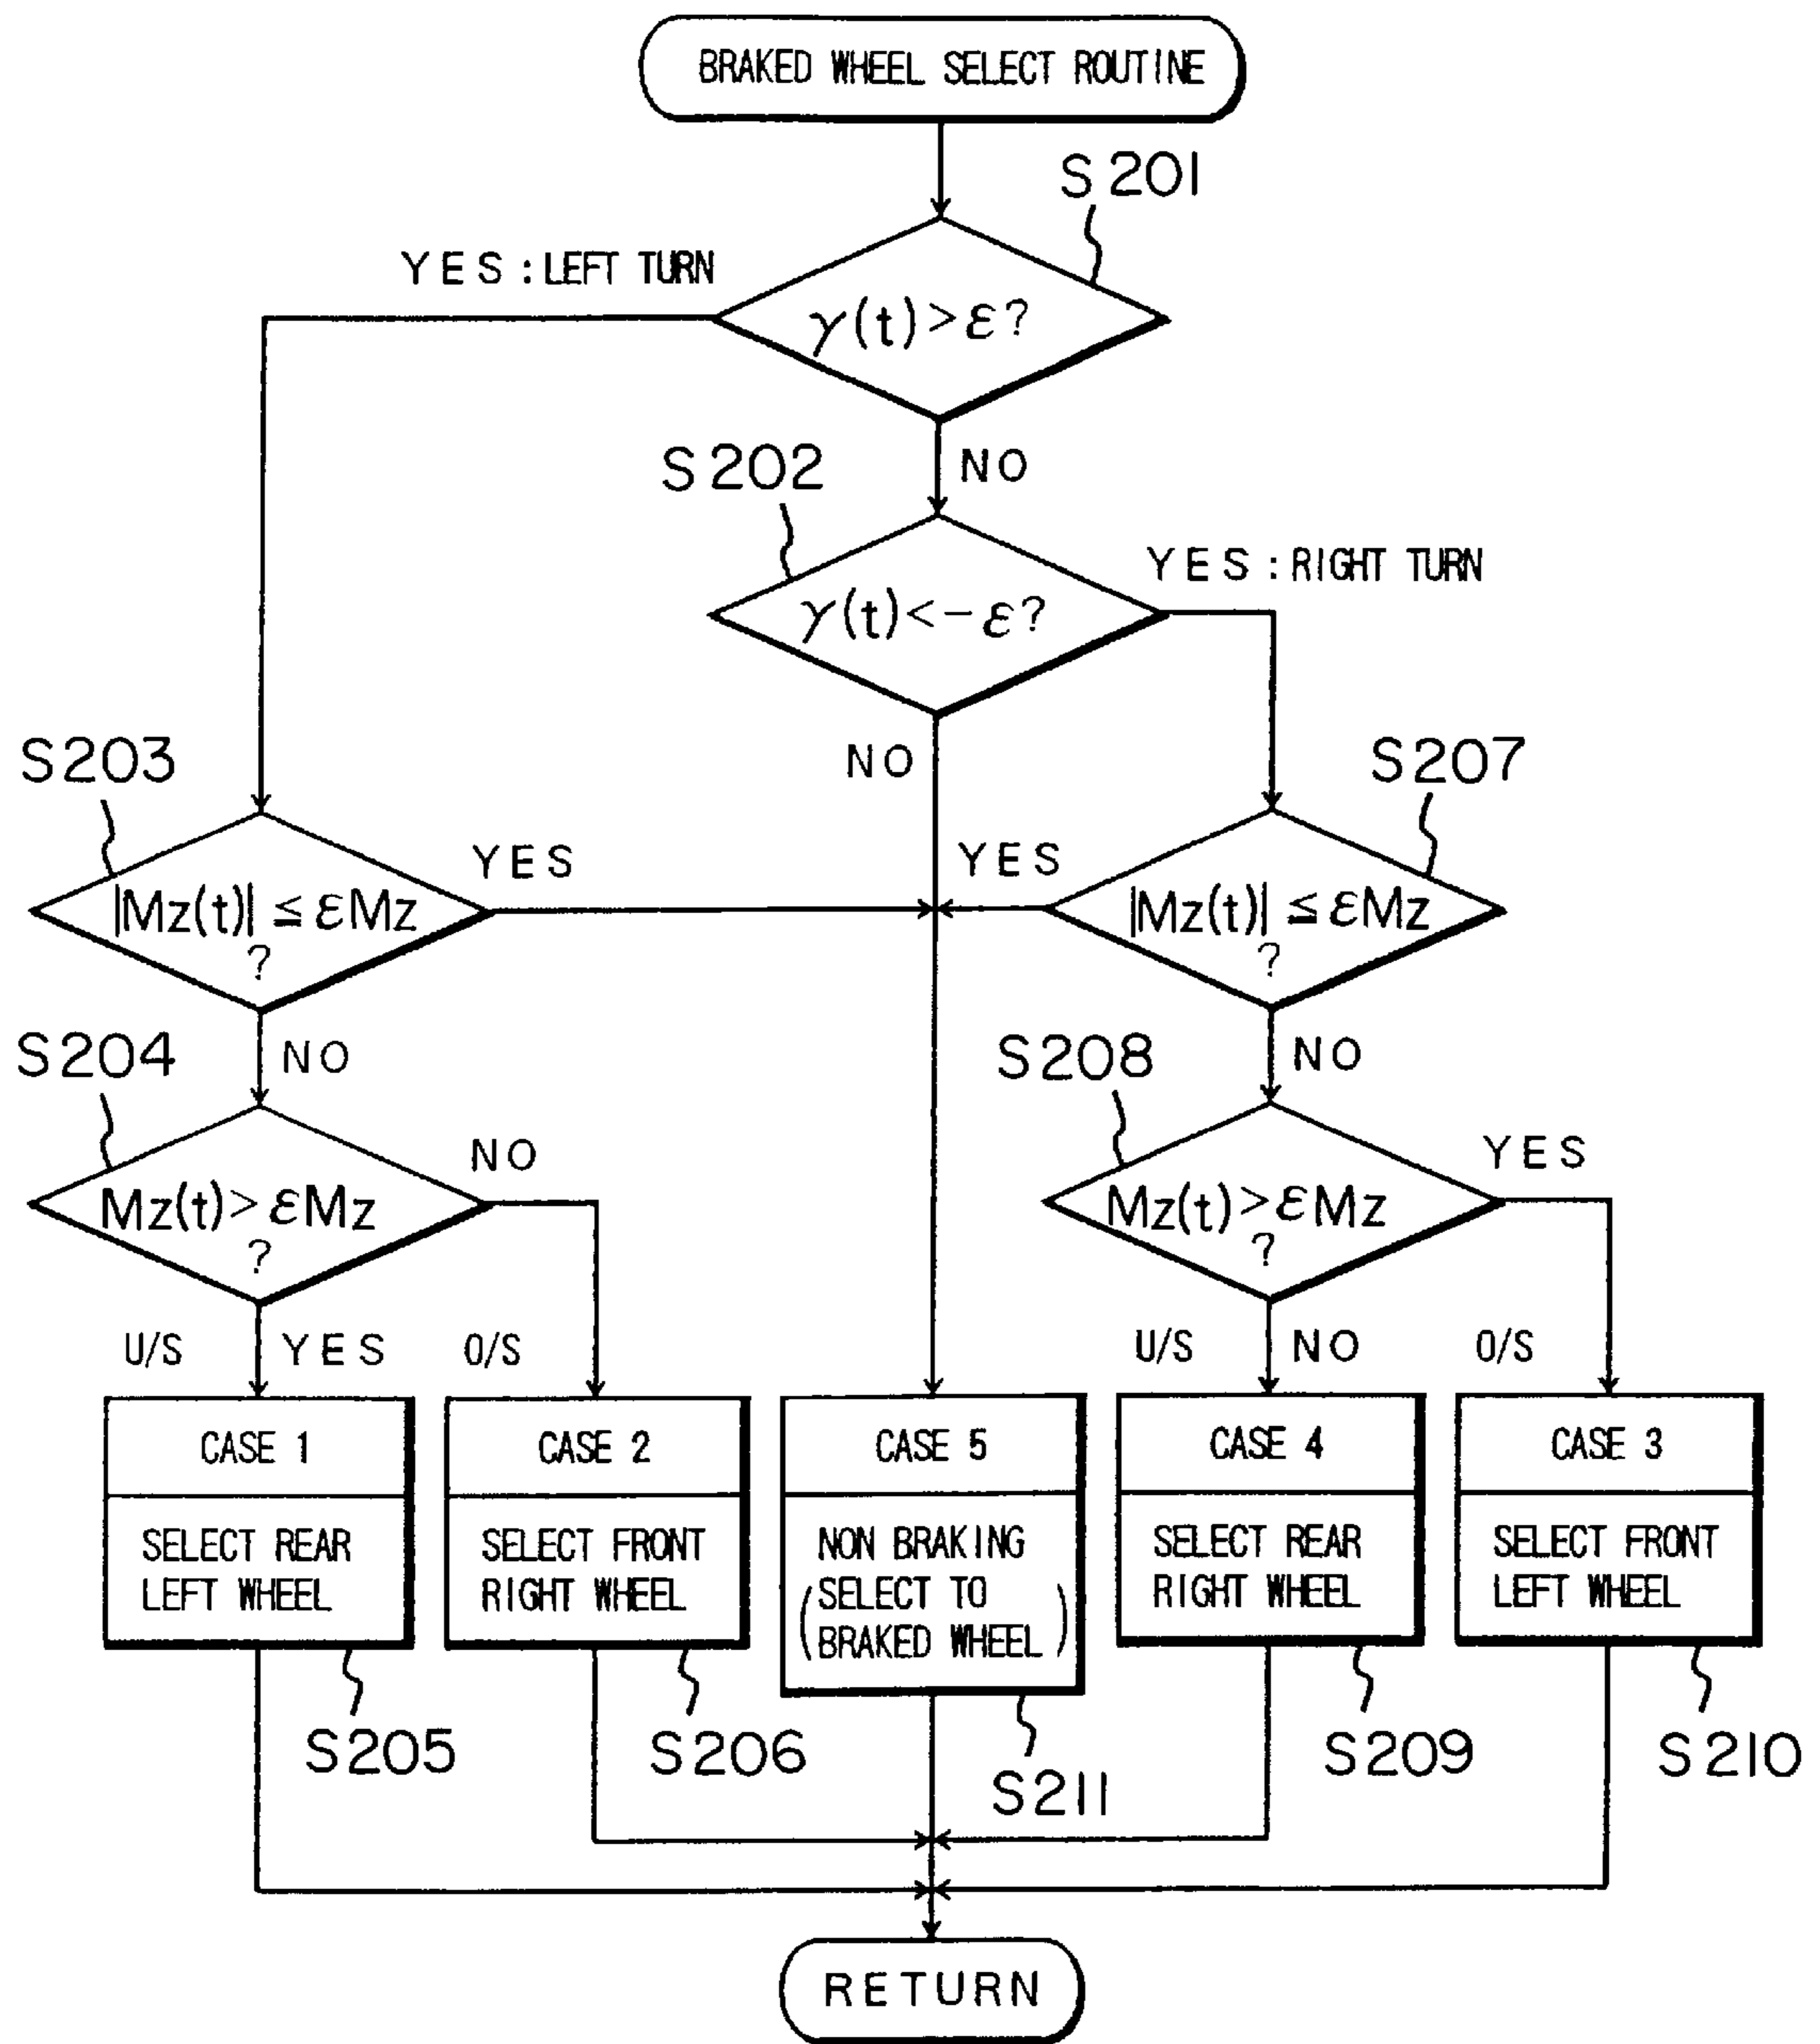 BRAKED WHEEL SELECT ROUTINE
S201
YES : LEFT TURN
γ(t) > ε ?
S202
NO
YES : RIGHT TURN
γ(t) < - ε ?
S203
NO
S207
YES
YES
|Mz(t)| ≦ εMz
?
|Mz(t)| ≦ εMz
?
S204
NO
S208
NO
NO
YES
Mz(t) > εMz
?
Mz(t) > εMz
?
U/S
YES
O/S
U/S
NO
O/S
CASE 1
CASE 2
CASE 5
CASE 4
CASE 3
SELECT REAR
LEFT WHEEL
SELECT FRONT
RIGHT WHEEL
NON BRAKING
(SELECT TO
BRAKED WHEEL)
SELECT REAR
RIGHT WHEEL
SELECT FRONT
LEFT WHEEL
S205
S206
S211
S209
S210
RETURN